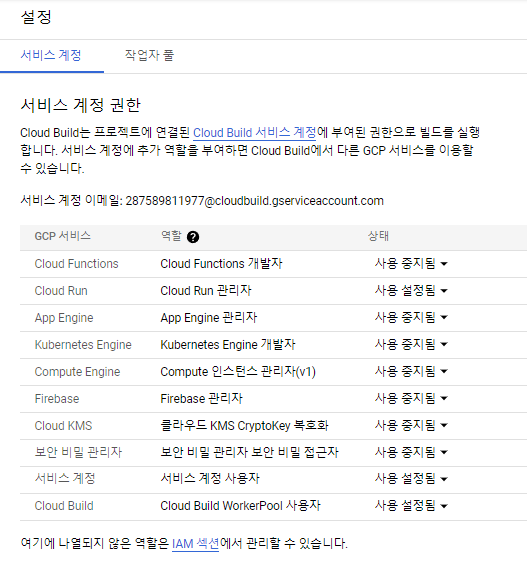 설정
서비스 계정 작업자 풀
서비스 계정 권한
Cloud Build는 프로젝트에 연결된 Cloud Build 서비스 계정에 부여된 권한으로 빌드를 실행
합니다. 서비스 계정에 추가 역할을 부여하면 Cloud Build에서 다른 GCP 서비스를 이용할
수 있습니다.
서비스 계정 이메일: 287589811977@cloudbuild.gserviceaccount.com
GCP 서비스 역할 ? 상태
Cloud Functions Cloud Functions 개발자 사용 중지됨
Cloud Run Cloud Run 관리자 사용 설정됨
App Engine App Engine 관리자 사용 중지됨
Kubernetes Engine Kubernetes Engine 개발자 사용 중지됨
Compute Engine Compute 인스턴스 관리자(v1) 사용 중지됨
Firebase Firebase 관리자 사용 중지됨
Cloud KMS 클라우드 KMS CryptoKey 복호화 사용 중지됨
보안 비밀 관리자 보안 비밀 관리자 보안 비밀 접근자 사용 중지됨
서비스 계정 서비스 계정 사용자 사용 설정됨
Cloud Build Cloud Build WorkerPool 사용자 사용 설정됨
여기에 나열되지 않은 역할은 IAM 섹션에서 관리할 수 있습니다.